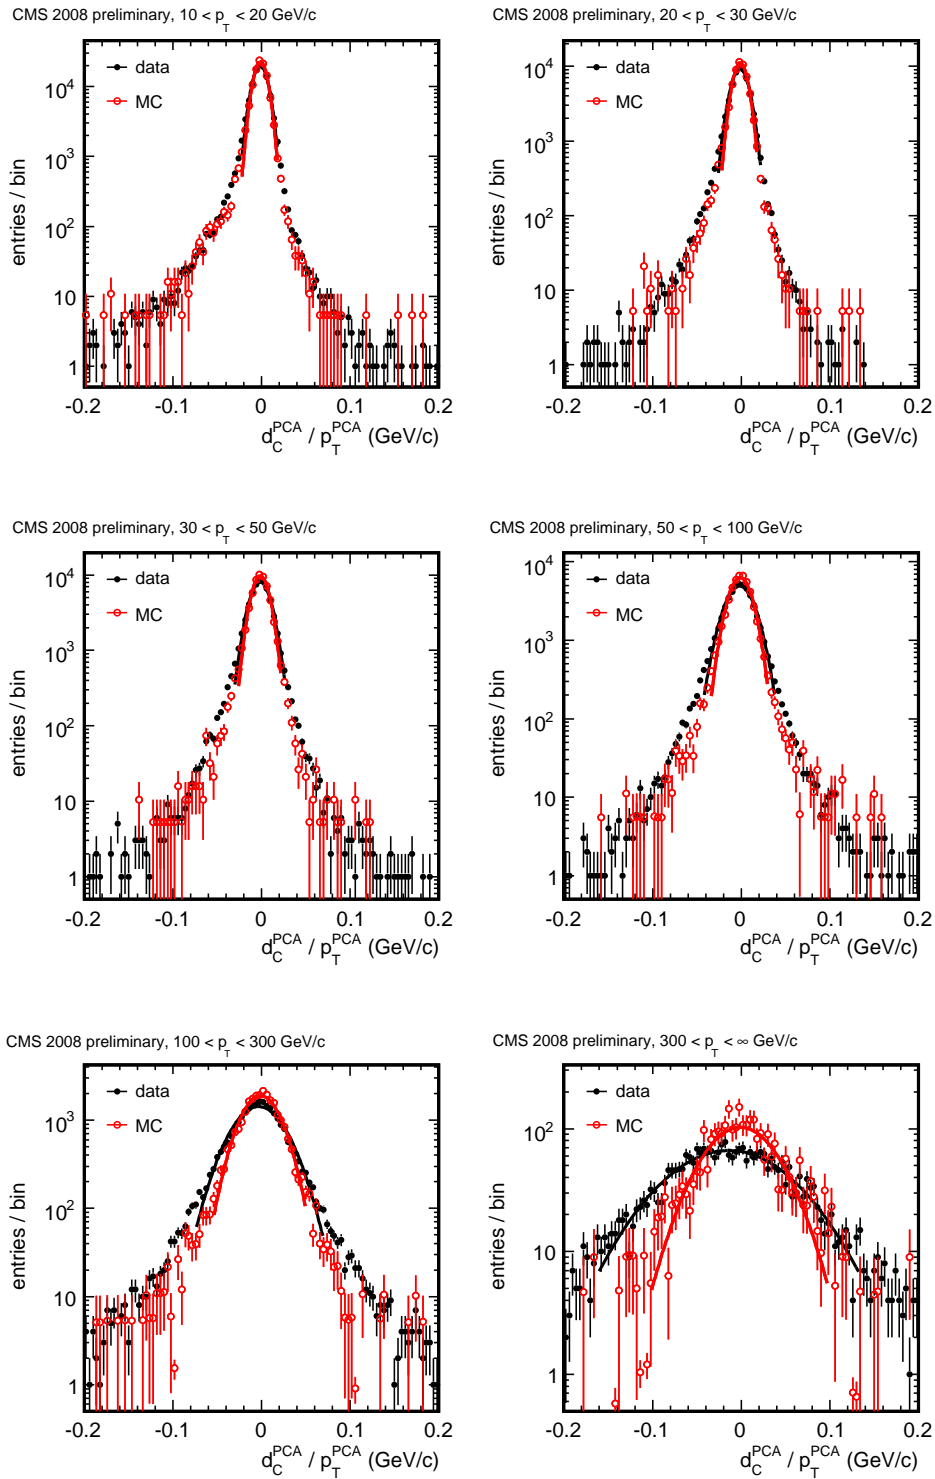 CMS 2008 preliminary, 10 < p_T < 20 GeV/c
entries / bin
data
MC
10^4
10^3
10^2
10
1
-0.2 -0.1 0 0.1 0.2
d_C^PCA / p_T^PCA (GeV/c)
CMS 2008 preliminary, 20 < p_T < 30 GeV/c
entries / bin
data
MC
10^4
10^3
10^2
10
1
-0.2 -0.1 0 0.1 0.2
d_C^PCA / p_T^PCA (GeV/c)
CMS 2008 preliminary, 30 < p_T < 50 GeV/c
entries / bin
data
MC
10^4
10^3
10^2
10
1
-0.2 -0.1 0 0.1 0.2
d_C^PCA / p_T^PCA (GeV/c)
CMS 2008 preliminary, 50 < p_T < 100 GeV/c
entries / bin
data
MC
10^4
10^3
10^2
10
1
-0.2 -0.1 0 0.1 0.2
d_C^PCA / p_T^PCA (GeV/c)
CMS 2008 preliminary, 100 < p_T < 300 GeV/c
entries / bin
data
MC
10^3
10^2
10
1
-0.2 -0.1 0 0.1 0.2
d_C^PCA / p_T^PCA (GeV/c)
CMS 2008 preliminary, 300 < p_T < ∞ GeV/c
entries / bin
data
MC
10^2
10
1
-0.2 -0.1 0 0.1 0.2
d_C^PCA / p_T^PCA (GeV/c)